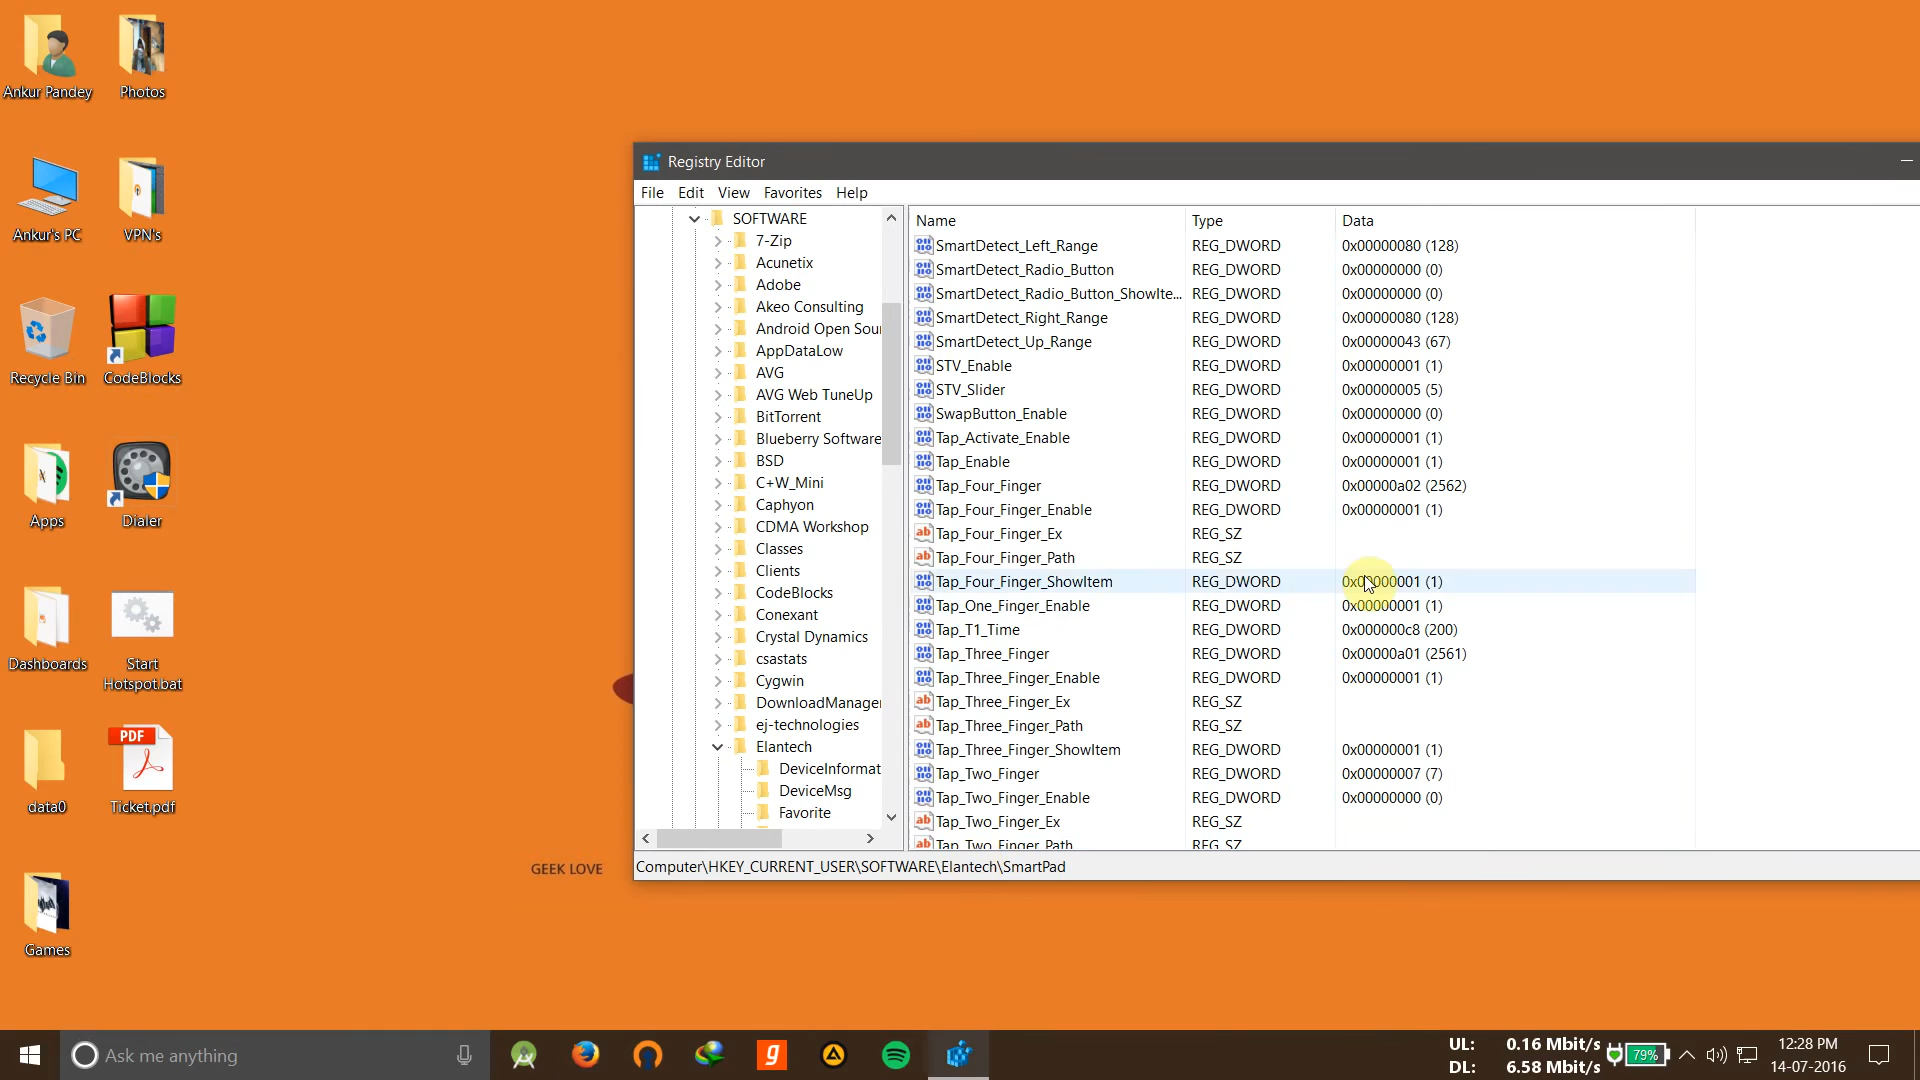 Ankur Pandey
Photos
Ankur's PC
VPN's
Recycle Bin
CodeBlocks
Apps
Dialer
Dashboards
Start
Hotspot.bat
data0
PDF
Ticket.pdf
Games
GEEK LOVE
Registry Editor
File Edit View Favorites Help
SOFTWARE
7-Zip
Acunetix
Adobe
Akeo Consulting
Android Open Sou
AppDataLow
AVG
AVG Web TuneUp
BitTorrent
Blueberry Software
BSD
C+W_Mini
Caphyon
CDMA Workshop
Classes
Clients
CodeBlocks
Conexant
Crystal Dynamics
csastats
Cygwin
DownloadManager
ej-technologies
Elantech
DeviceInformat
DeviceMsg
Favorite
Name Type Data
SmartDetect_Left_Range REG_DWORD 0x00000080 (128)
SmartDetect_Radio_Button REG_DWORD 0x00000000 (0)
SmartDetect_Radio_Button_ShowIte... REG_DWORD 0x00000000 (0)
SmartDetect_Right_Range REG_DWORD 0x00000080 (128)
SmartDetect_Up_Range REG_DWORD 0x00000043 (67)
STV_Enable REG_DWORD 0x00000001 (1)
STV_Slider REG_DWORD 0x00000005 (5)
SwapButton_Enable REG_DWORD 0x00000000 (0)
Tap_Activate_Enable REG_DWORD 0x00000001 (1)
Tap_Enable REG_DWORD 0x00000001 (1)
Tap_Four_Finger REG_DWORD 0x00000a02 (2562)
Tap_Four_Finger_Enable REG_DWORD 0x00000001 (1)
Tap_Four_Finger_Ex REG_SZ
Tap_Four_Finger_Path REG_SZ
Tap_Four_Finger_ShowItem REG_DWORD 0x00000001 (1)
Tap_One_Finger_Enable REG_DWORD 0x00000001 (1)
Tap_T1_Time REG_DWORD 0x000000c8 (200)
Tap_Three_Finger REG_DWORD 0x00000a01 (2561)
Tap_Three_Finger_Enable REG_DWORD 0x00000001 (1)
Tap_Three_Finger_Ex REG_SZ
Tap_Three_Finger_Path REG_SZ
Tap_Three_Finger_ShowItem REG_DWORD 0x00000001 (1)
Tap_Two_Finger REG_DWORD 0x00000007 (7)
Tap_Two_Finger_Enable REG_DWORD 0x00000000 (0)
Tap_Two_Finger_Ex REG_SZ
Tap_Two_Finger_Path REG_SZ
Computer\HKEY_CURRENT_USER\SOFTWARE\Elantech\SmartPad
Ask me anything
UL: 0.16 Mbit/s
DL: 6.58 Mbit/s
79%
12:28 PM
14-07-2016